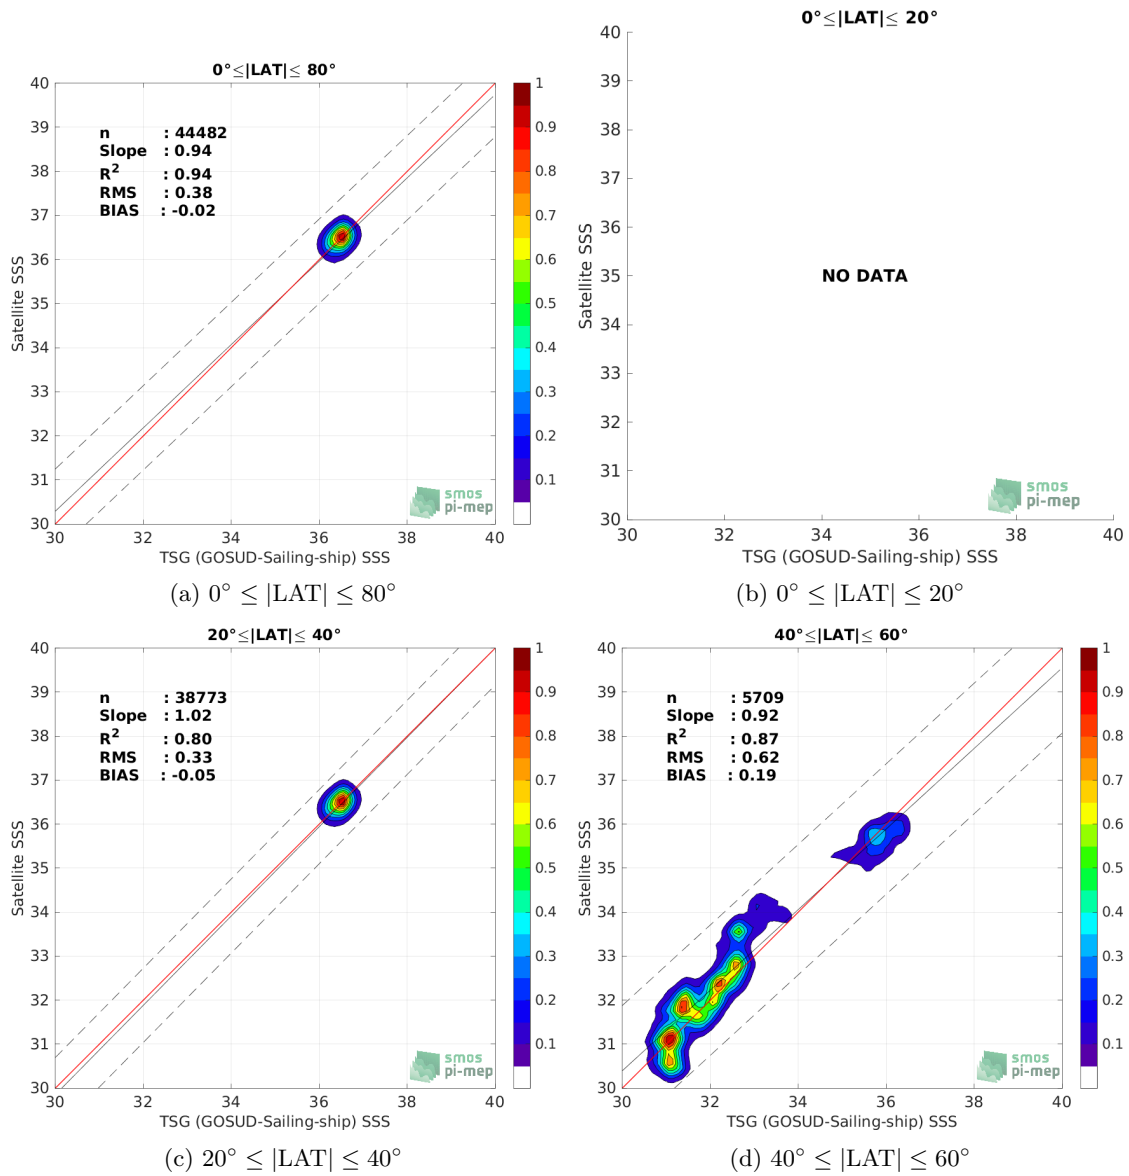 0°≤|LAT|≤ 80°
40
39
38
37
36
35
34
33
32
31
30
Satellite SSS
n : 44482
Slope : 0.94
R² : 0.94
RMS : 0.38
BIAS : -0.02
smos
pi-mep
30 32 34 36 38 40
TSG (GOSUD-Sailing-ship) SSS
1
0.9
0.8
0.7
0.6
0.5
0.4
0.3
0.2
0.1
(a) 0° ≤ |LAT| ≤ 80°
0°≤|LAT|≤ 20°
40
39
38
37
36
35
34
33
32
31
30
Satellite SSS
NO DATA
smos
pi-mep
30 32 34 36 38 40
TSG (GOSUD-Sailing-ship) SSS
(b) 0° ≤ |LAT| ≤ 20°
20°≤|LAT|≤ 40°
40
39
38
37
36
35
34
33
32
31
30
Satellite SSS
n : 38773
Slope : 1.02
R² : 0.80
RMS : 0.33
BIAS : -0.05
smos
pi-mep
30 32 34 36 38 40
TSG (GOSUD-Sailing-ship) SSS
1
0.9
0.8
0.7
0.6
0.5
0.4
0.3
0.2
0.1
(c) 20° ≤ |LAT| ≤ 40°
40°≤|LAT|≤ 60°
40
39
38
37
36
35
34
33
32
31
30
Satellite SSS
n : 5709
Slope : 0.92
R² : 0.87
RMS : 0.62
BIAS : 0.19
smos
pi-mep
30 32 34 36 38 40
TSG (GOSUD-Sailing-ship) SSS
1
0.9
0.8
0.7
0.6
0.5
0.4
0.3
0.2
0.1
(d) 40° ≤ |LAT| ≤ 60°